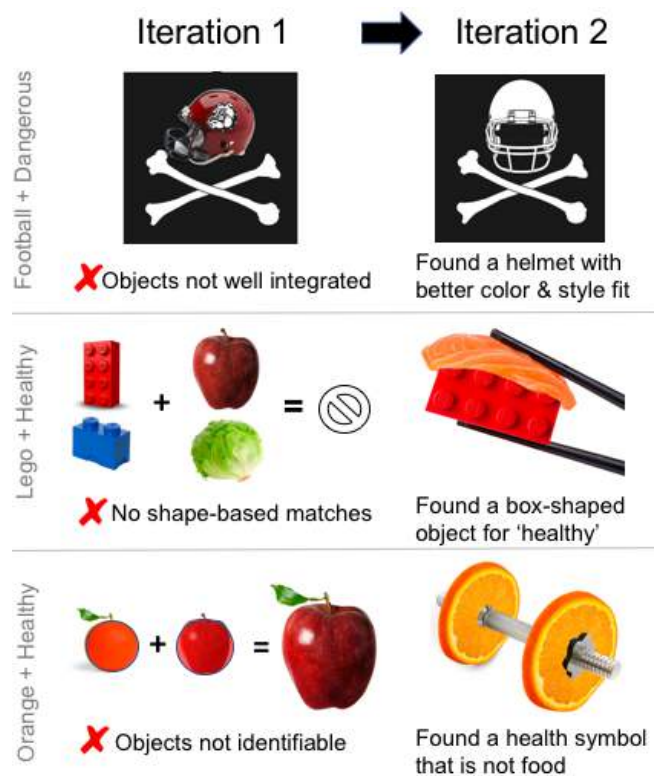 Iteration 1
Iteration 2
Football + Dangerous
Objects not well integrated
Found a helmet with
better color & style fit
Lego + Healthy
+
=
No shape-based matches
Found a box-shaped
object for ‘healthy’
Orange + Healthy
+
=
Objects not identifiable
Found a health symbol
that is not food